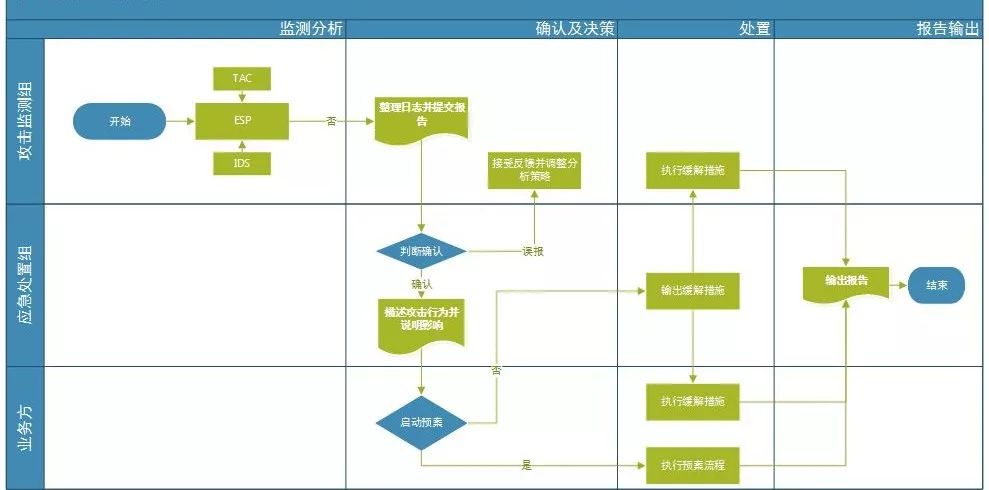 监测分析
确认及决策
处置
报告输出
攻击监测组
TAC
开始
ESP
IDS
否
整理日志并提交报
告
接受反馈并调整分
析策略
执行缓解措施
应急处置组
判断确认
误报
确认
描述攻击行为并
说明影响
输出缓解措施
输出报告
结束
否
业务方
启动预案
执行缓解措施
是
执行预案流程